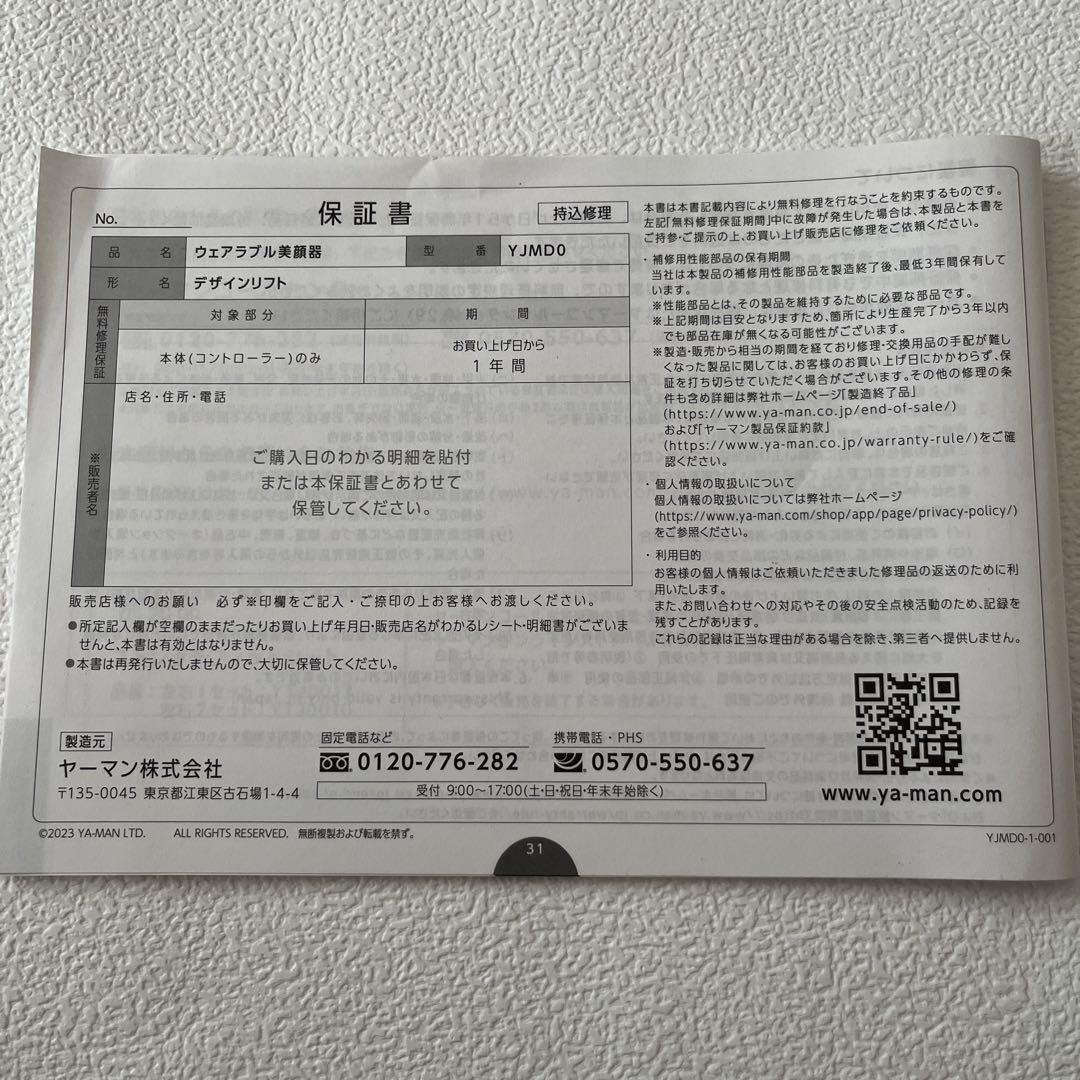 No.
保証書
持込修理
品名 ウェアラブル美顔器 型番 YJMD0
形名 デザインリフト
無料修理保証
対象部分 期間
本体(コントローラー)のみ
お買い上げ日から
1年間
※販売者名
店名・住所・電話
ご購入日のわかる明細を貼付
または本保証書とあわせて
保管してください。
販売店様へのお願い 必ず※印欄をご記入・ご捺印の上お客様へお渡しください。
●所定記入欄が空欄のままだったりお買い上げ年月日・販売店名がわかるレシート・明細書がございま
せんと、本書は有効とはなりません。
●本書は再発行いたしませんので、大切に保管してください。
本書は本書記載内容により無料修理を行なうことを約束するものです。
左記「無料修理保証期間」中に故障が発生した場合は、本製品と本書を
ご持参・ご提示の上、お買い上げ販売店に修理をご依頼ください。
・補修用性能部品の保有期間
当社は本製品の補修用性能部品を製造終了後、最低3年間保有して
います。
※性能部品とは、その製品を維持するために必要な部品です。
※上記期間は目安となりますため、箇所により生産完了から3年以内
でも部品在庫が無くなる可能性がございます。
※製造・販売から相当の期間を経ており修理・交換用品の手配が難し
くなった製品に関しては、お客様のお買い上げ日にかかわらず、保
証を打ち切らせていただく場合がございます。その他の修理の条
件も含め詳細は弊社ホームページ「製造終了品」
(https://www.ya-man.co.jp/end-of-sale/)
および「ヤーマン製品保証約款」
(https://www.ya-man.co.jp/warranty-rule/)をご確
認ください。
・個人情報の取扱いについて
個人情報の取扱いについては弊社ホームページ
(https://www.ya-man.com/shop/app/page/privacy-policy/)
をご参照ください。
・利用目的
お客様の個人情報はご依頼いただきました修理品の返送のために利
用いたします。
また、お問い合わせへの対応やその後の安全点検活動のため、記録を
残すことがあります。
これらの記録は正当な理由がある場合を除き、第三者へ提供しません。
製造元
ヤーマン株式会社
〒135-0045 東京都江東区古石場1-4-4
固定電話など
0120-776-282
携帯電話・PHS
0570-550-637
受付 9:00〜17:00(土・日・祝日・年末年始除く)
www.ya-man.com
©2023 YA-MAN LTD. ALL RIGHTS RESERVED. 無断複製および転載を禁ず。
31
YJMD0-1-001